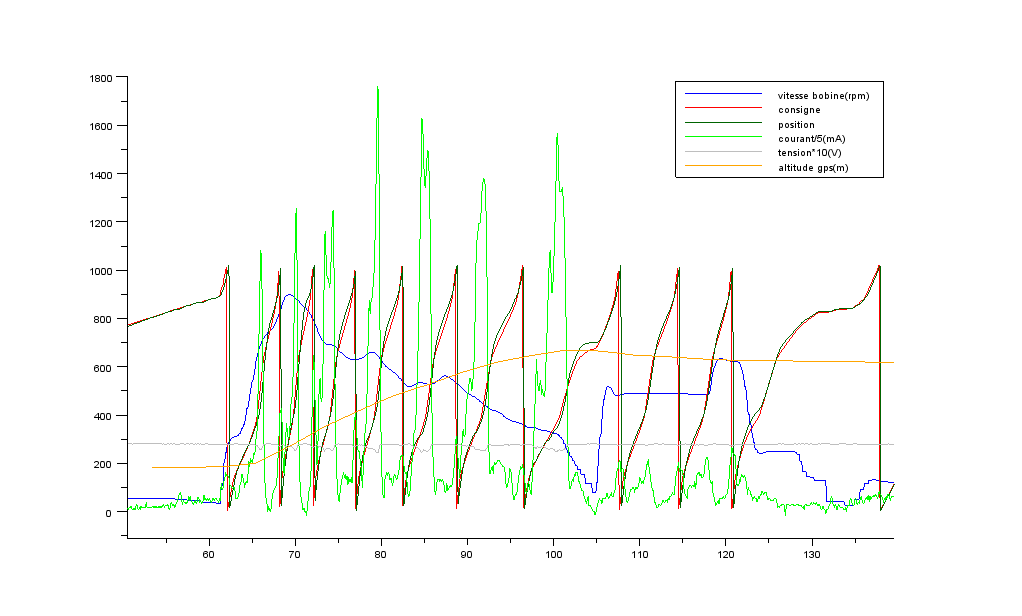 1800
1600
1400
1200
1000
800
600
400
200
0
60 70 80 90 100 110 120 130
vitesse bobine(rpm)
consigne
position
courant/5(mA)
tension*10(V)
altitude gps(m)